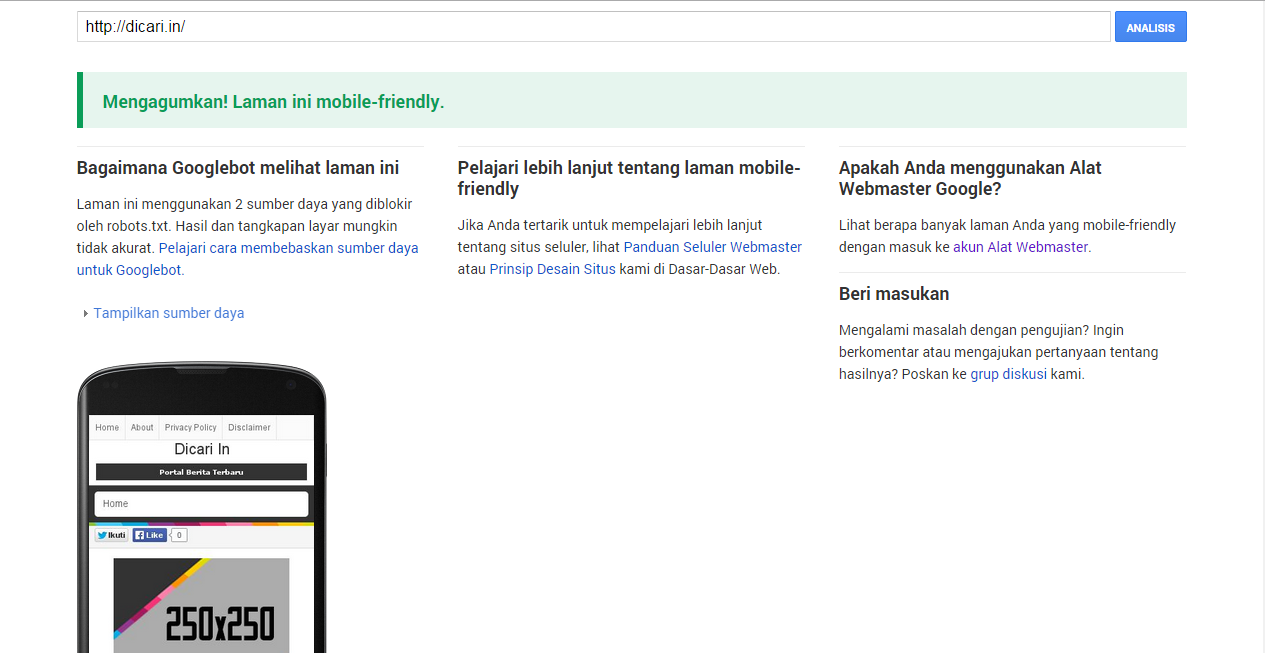 http://dicari.in/
ANALISIS
Mengagumkan! Laman ini mobile-friendly.
Bagaimana Googlebot melihat laman ini
Laman ini menggunakan 2 sumber daya yang diblokir
oleh robots.txt. Hasil dan tangkapan layar mungkin
tidak akurat. Pelajari cara membebaskan sumber daya
untuk Googlebot.
Tampilkan sumber daya
Pelajari lebih lanjut tentang laman mobile-
friendly
Jika Anda tertarik untuk mempelajari lebih lanjut
tentang situs seluler, lihat Panduan Seluler Webmaster
atau Prinsip Desain Situs kami di Dasar-Dasar Web.
Apakah Anda menggunakan Alat
Webmaster Google?
Lihat berapa banyak laman Anda yang mobile-friendly
dengan masuk ke akun Alat Webmaster.
Beri masukan
Mengalami masalah dengan pengujian? Ingin
berkomentar atau mengajukan pertanyaan tentang
hasilnya? Poskan ke grup diskusi kami.
Home About Privacy Policy Disclaimer
Dicari In
Portal Berita Terbaru
Home
Ikuti Like 0
250x250